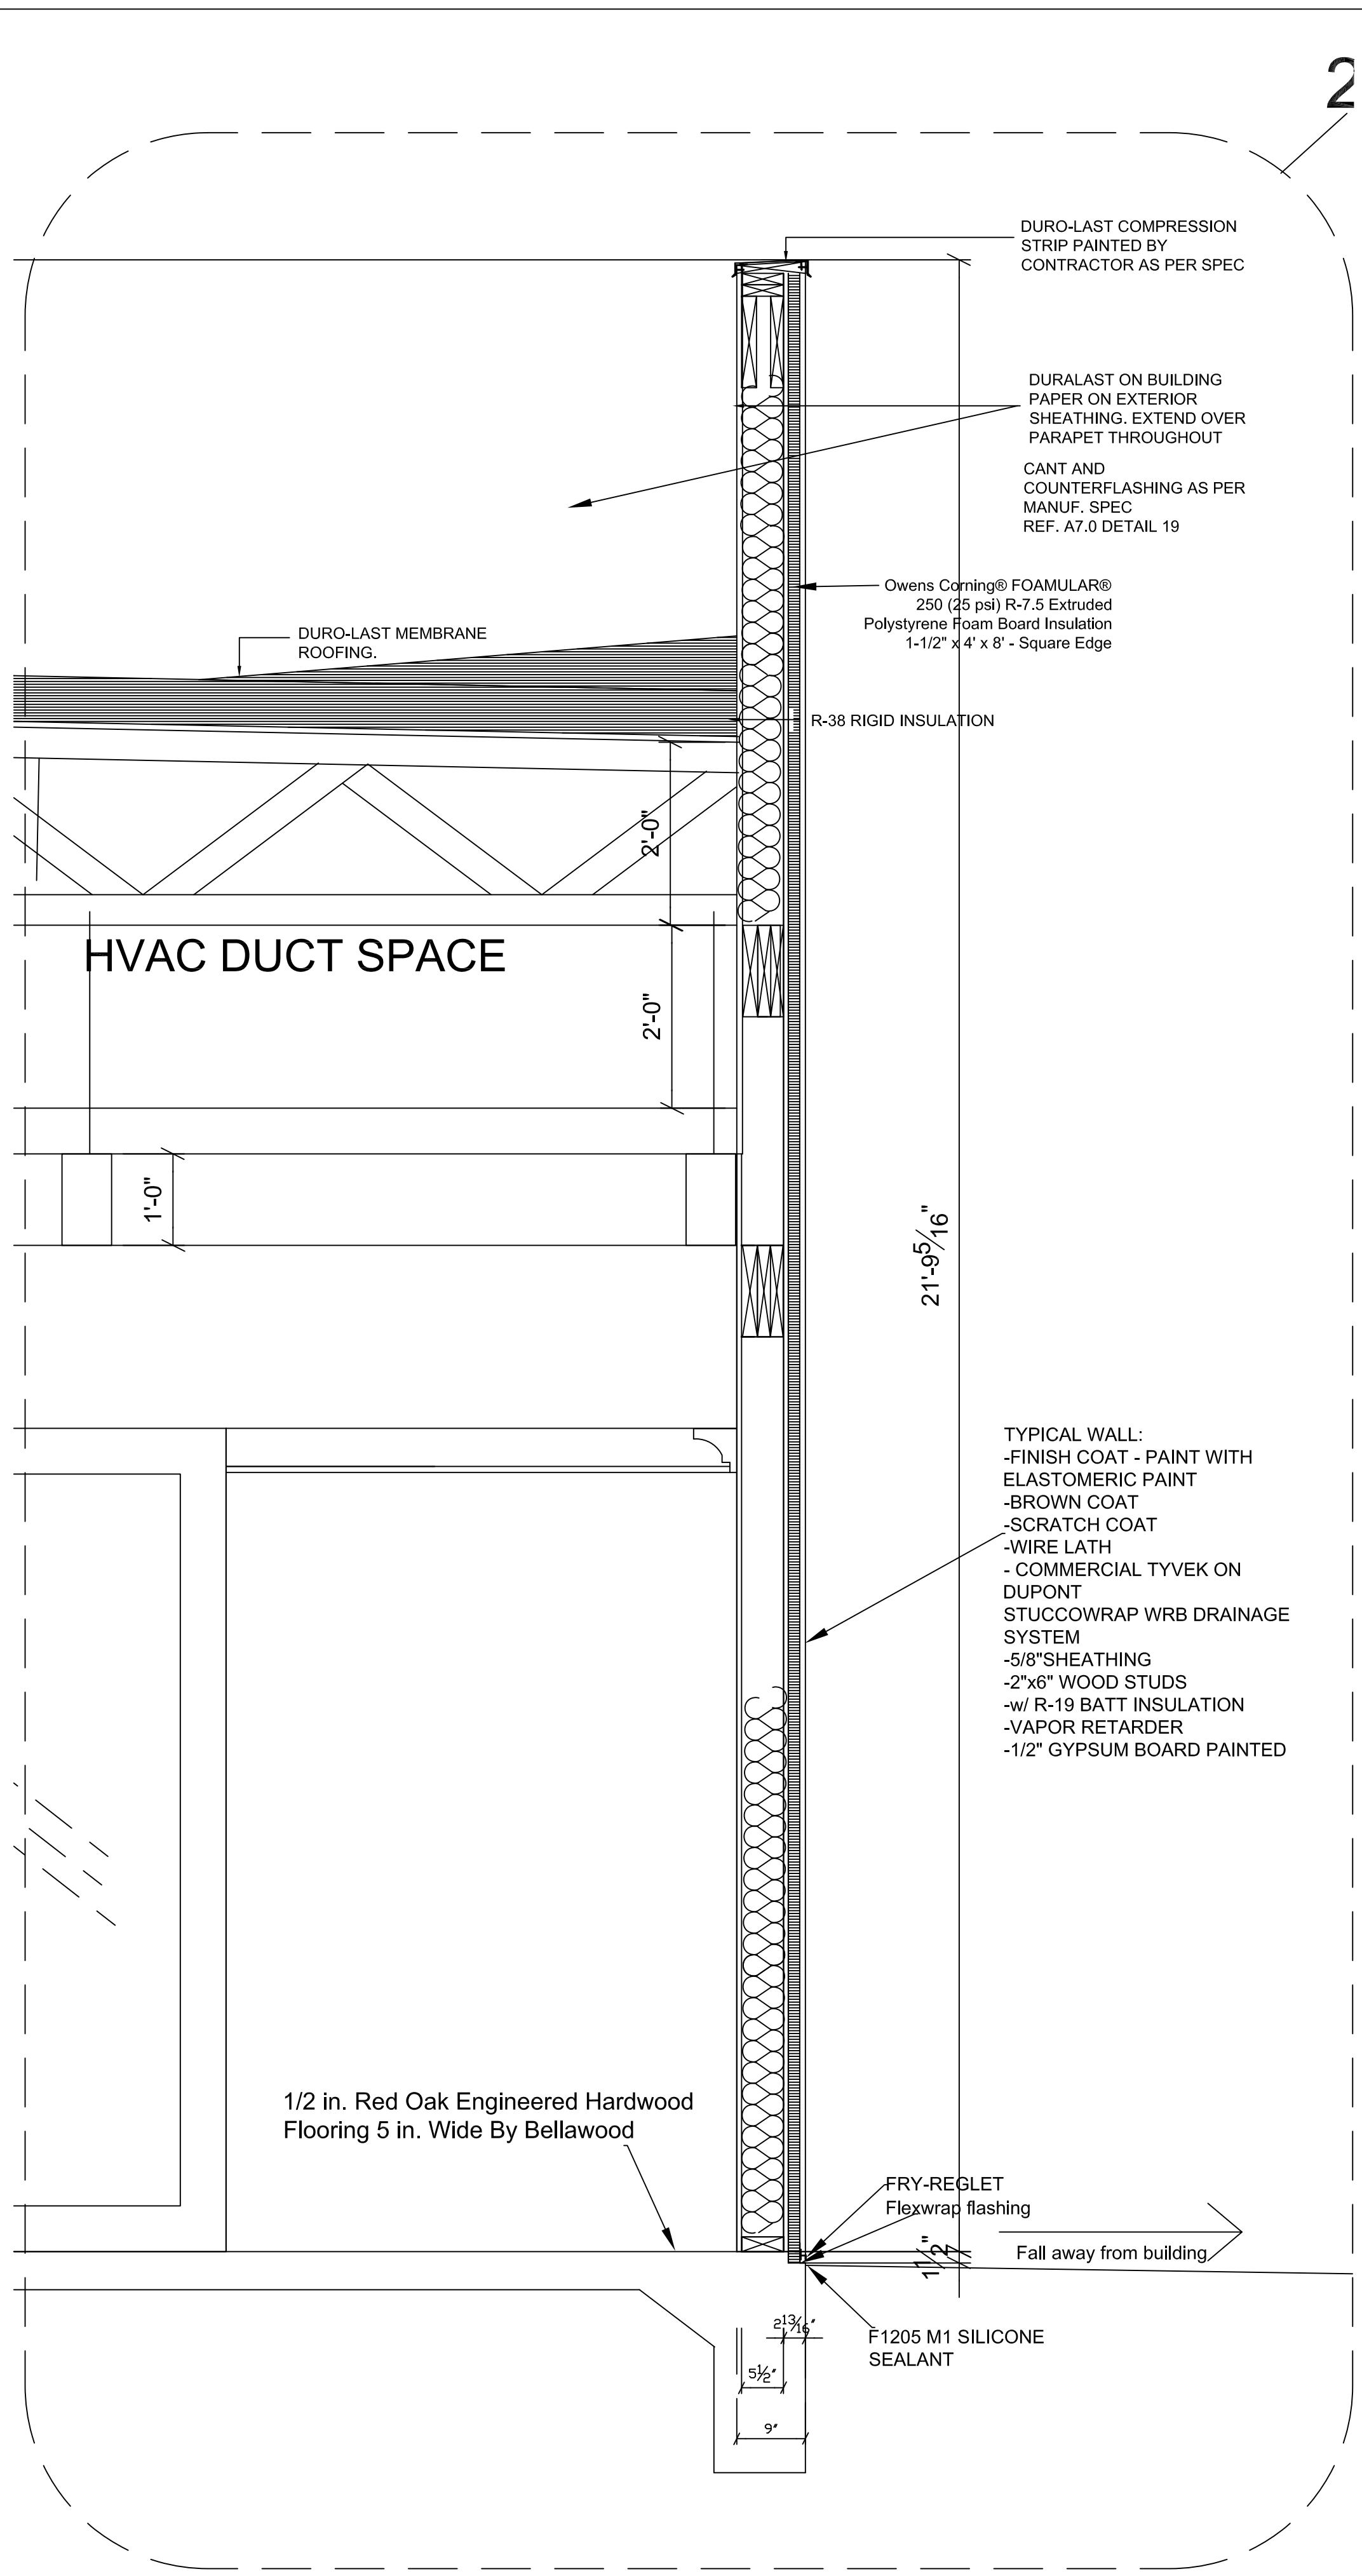 2
DURO-LAST COMPRESSION
STRIP PAINTED BY
CONTRACTOR AS PER SPEC
DURALAST ON BUILDING
PAPER ON EXTERIOR
SHEATHING. EXTEND OVER
PARAPET THROUGHOUT
CANT AND
COUNTERFLASHING AS PER
MANUF. SPEC
REF. A7.0 DETAIL 19
Owens Corning® FOAMULAR®
250 (25 psi) R-7.5 Extruded
Polystyrene Foam Board Insulation
1-1/2" x 4' x 8' - Square Edge
DURO-LAST MEMBRANE
ROOFING.
R-38 RIGID INSULATION
2'-0"
HVAC DUCT SPACE
2'-0"
1'-0"
21'-9 5/16"
TYPICAL WALL:
-FINISH COAT - PAINT WITH
ELASTOMERIC PAINT
-BROWN COAT
-SCRATCH COAT
-WIRE LATH
- COMMERCIAL TYVEK ON
DUPONT
STUCCOWRAP WRB DRAINAGE
SYSTEM
-5/8"SHEATHING
-2"x6" WOOD STUDS
-w/ R-19 BATT INSULATION
-VAPOR RETARDER
-1/2" GYPSUM BOARD PAINTED
1/2 in. Red Oak Engineered Hardwood
Flooring 5 in. Wide By Bellawood
FRY-REGLET
Flexwrap flashing
Fall away from building
2 13/16"
F1205 M1 SILICONE
SEALANT
5 1/2"
9"